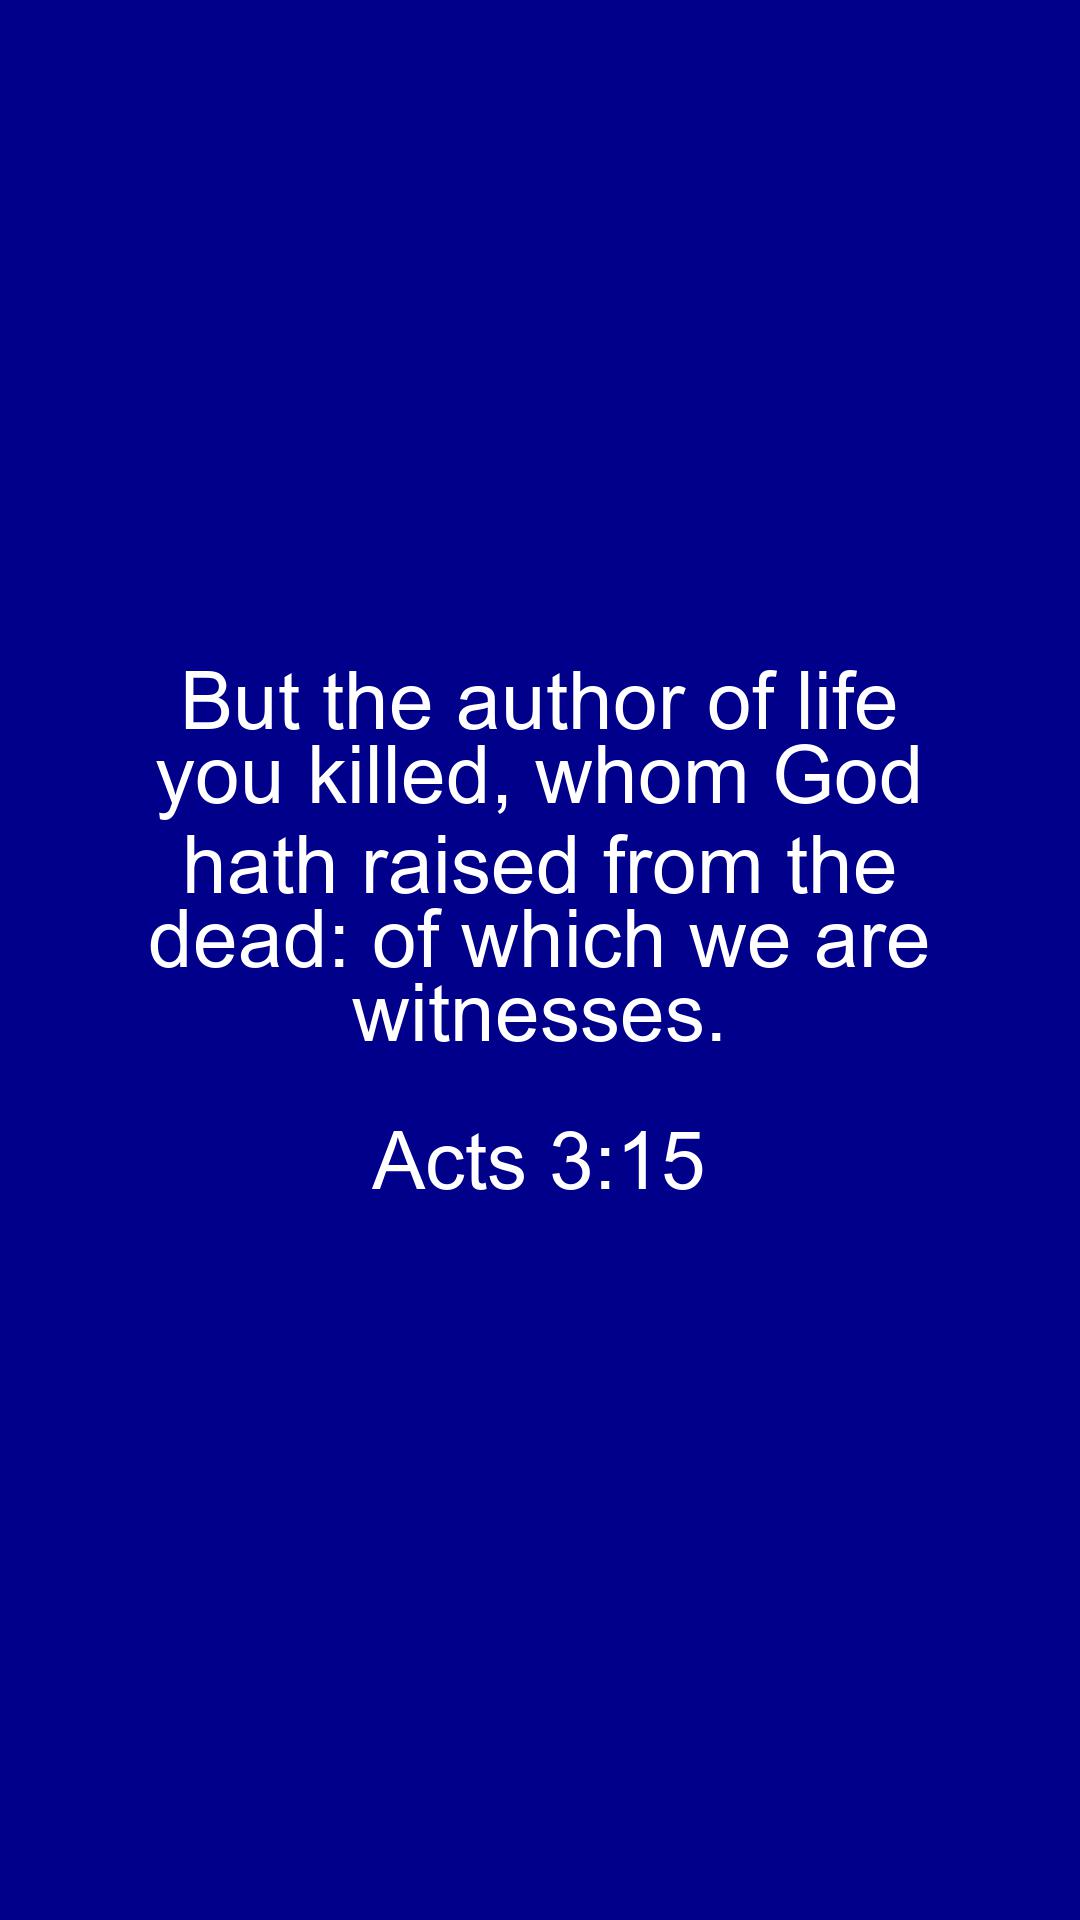 But the author of life
you killed, whom God
hath raised from the
dead: of which we are
witnesses.
Acts 3:15